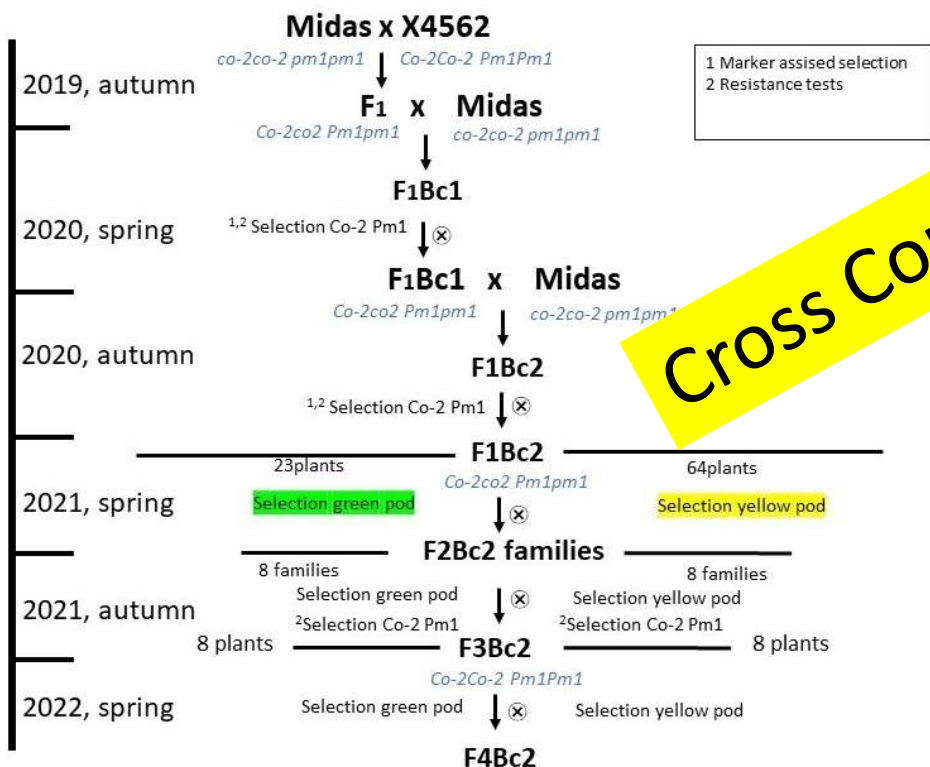 Midas x X4562
co-2co-2 pm1pm1 Co-2Co-2 Pm1Pm1
2019, autumn
1 Marker assised selection
2 Resistance tests
F1 x Midas
Co-2co2 Pm1pm1 co-2co-2 pm1pm1
F1Bc1
2020, spring
1,2 Selection Co-2 Pm1
F1Bc1 x Midas
Co-2co2 Pm1pm1 co-2co-2 pm1pm1
Cross
2020, autumn
F1Bc2
1,2 Selection Co-2 Pm1
F1Bc2
23plants 64plants
Co-2co2 Pm1pm1
2021, spring
Selection green pod Selection yellow pod
F2Bc2 families
8 families 8 families
Selection green pod Selection yellow pod
2021, autumn
2Selection Co-2 Pm1 2Selection Co-2 Pm1
8 plants F3Bc2 8 plants
Co-2Co-2 Pm1Pm1
2022, spring
Selection green pod Selection yellow pod
F4Bc2